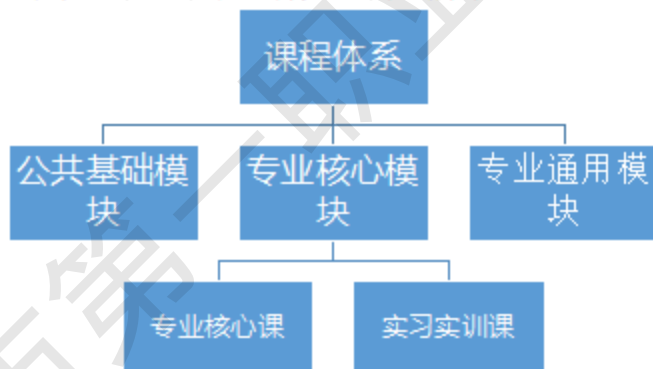 课程体系
公共基础模
块
专业核心模
块
专业通用模
块
专业核心课
实习实训课